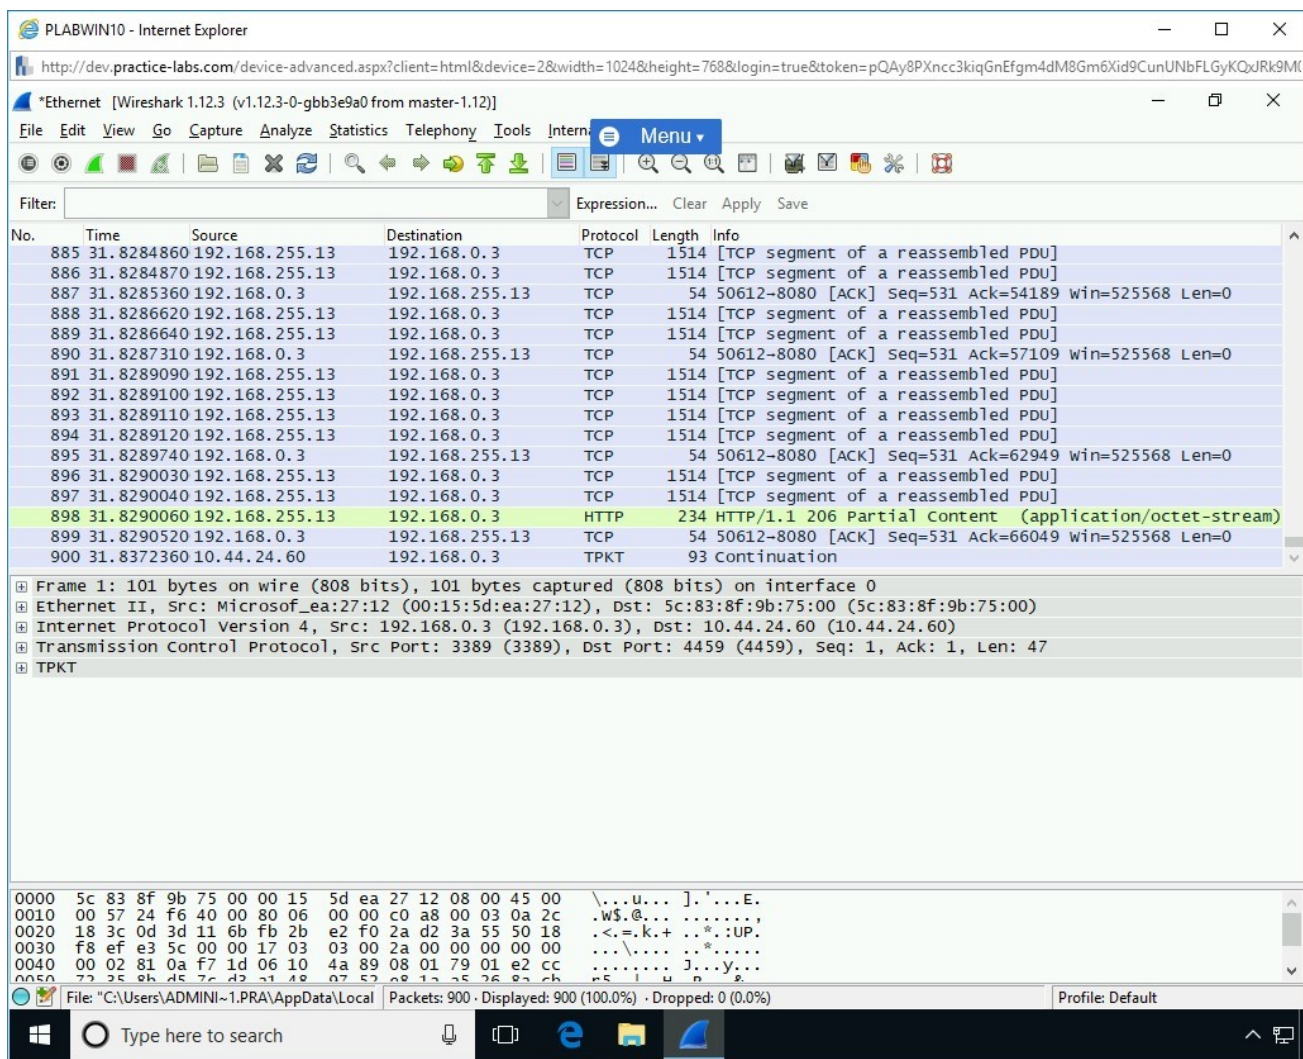 PLABWIN10 - Internet Explorer
http://dev.practice-labs.com/device-advanced.aspx?client=html&device=2&width=1024&height=768&login=true&token=pQAy8PXncc3kiqGnEfgm4dM8Gm6Xid9CunUNbFLGyKQxJRk9M(
*Ethernet [Wireshark 1.12.3 (v1.12.3-0-gbb3e9a0 from master-1.12)]
File Edit View Go Capture Analyze Statistics Telephony Tools Interna Menu
Filter: Expression... Clear Apply Save
No. Time Source Destination Protocol Length Info
885 31.8284860 192.168.255.13 192.168.0.3 TCP 1514 [TCP segment of a reassembled PDU]
886 31.8284870 192.168.255.13 192.168.0.3 TCP 1514 [TCP segment of a reassembled PDU]
887 31.8285360 192.168.0.3 192.168.255.13 TCP 54 50612→8080 [ACK] Seq=531 Ack=54189 Win=525568 Len=0
888 31.8286620 192.168.255.13 192.168.0.3 TCP 1514 [TCP segment of a reassembled PDU]
889 31.8286640 192.168.255.13 192.168.0.3 TCP 1514 [TCP segment of a reassembled PDU]
890 31.8287310 192.168.0.3 192.168.255.13 TCP 54 50612→8080 [ACK] Seq=531 Ack=57109 Win=525568 Len=0
891 31.8289090 192.168.255.13 192.168.0.3 TCP 1514 [TCP segment of a reassembled PDU]
892 31.8289100 192.168.255.13 192.168.0.3 TCP 1514 [TCP segment of a reassembled PDU]
893 31.8289110 192.168.255.13 192.168.0.3 TCP 1514 [TCP segment of a reassembled PDU]
894 31.8289120 192.168.255.13 192.168.0.3 TCP 1514 [TCP segment of a reassembled PDU]
895 31.8289740 192.168.0.3 192.168.255.13 TCP 54 50612→8080 [ACK] Seq=531 Ack=62949 Win=525568 Len=0
896 31.8290030 192.168.255.13 192.168.0.3 TCP 1514 [TCP segment of a reassembled PDU]
897 31.8290040 192.168.255.13 192.168.0.3 TCP 1514 [TCP segment of a reassembled PDU]
898 31.8290060 192.168.255.13 192.168.0.3 HTTP 234 HTTP/1.1 206 Partial Content (application/octet-stream)
899 31.8290520 192.168.0.3 192.168.255.13 TCP 54 50612→8080 [ACK] Seq=531 Ack=66049 Win=525568 Len=0
900 31.8372360 10.44.24.60 192.168.0.3 TPKT 93 Continuation
Frame 1: 101 bytes on wire (808 bits), 101 bytes captured (808 bits) on interface 0
Ethernet II, Src: Microsof_ea:27:12 (00:15:5d:ea:27:12), Dst: 5c:83:8f:9b:75:00 (5c:83:8f:9b:75:00)
Internet Protocol Version 4, Src: 192.168.0.3 (192.168.0.3), Dst: 10.44.24.60 (10.44.24.60)
Transmission Control Protocol, Src Port: 3389 (3389), Dst Port: 4459 (4459), Seq: 1, Ack: 1, Len: 47
TPKT
0000 5c 83 8f 9b 75 00 00 15 5d ea 27 12 08 00 45 00 \...u... ].'...E.
0010 00 57 24 f6 40 00 80 06 00 00 c0 a8 00 03 0a 2c .W$.@... .......,
0020 18 3c 0d 3d 11 6b fb 2b e2 f0 2a d2 3a 55 50 18 .<.=.k.+ ..*.:UP.
0030 f8 ef e3 5c 00 00 17 03 03 00 2a 00 00 00 00 00 ...\.... ..*.....
0040 00 02 81 0a f7 1d 06 10 4a 89 08 01 79 01 e2 cc ........ J...y...
File: "C:\Users\ADMINI~1.PRA\AppData\Local Packets: 900 · Displayed: 900 (100.0%) · Dropped: 0 (0.0%) Profile: Default
Type here to search